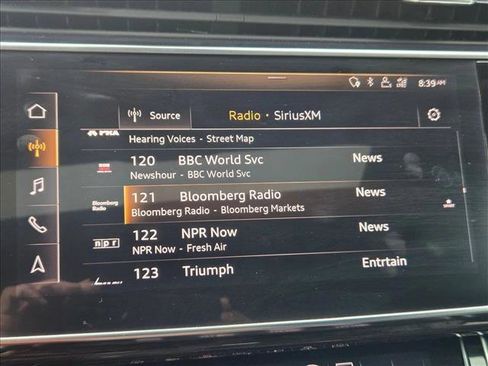 8:39 AM
Source
Radio · SiriusXM
PRX
Hearing Voices - Street Map
120 BBC World Svc News
Newshour - BBC World Svc
Bloomberg Radio
121 Bloomberg Radio News
Bloomberg Radio - Bloomberg Markets
npr
122 NPR Now News
NPR Now - Fresh Air
123 Triumph Entrtain